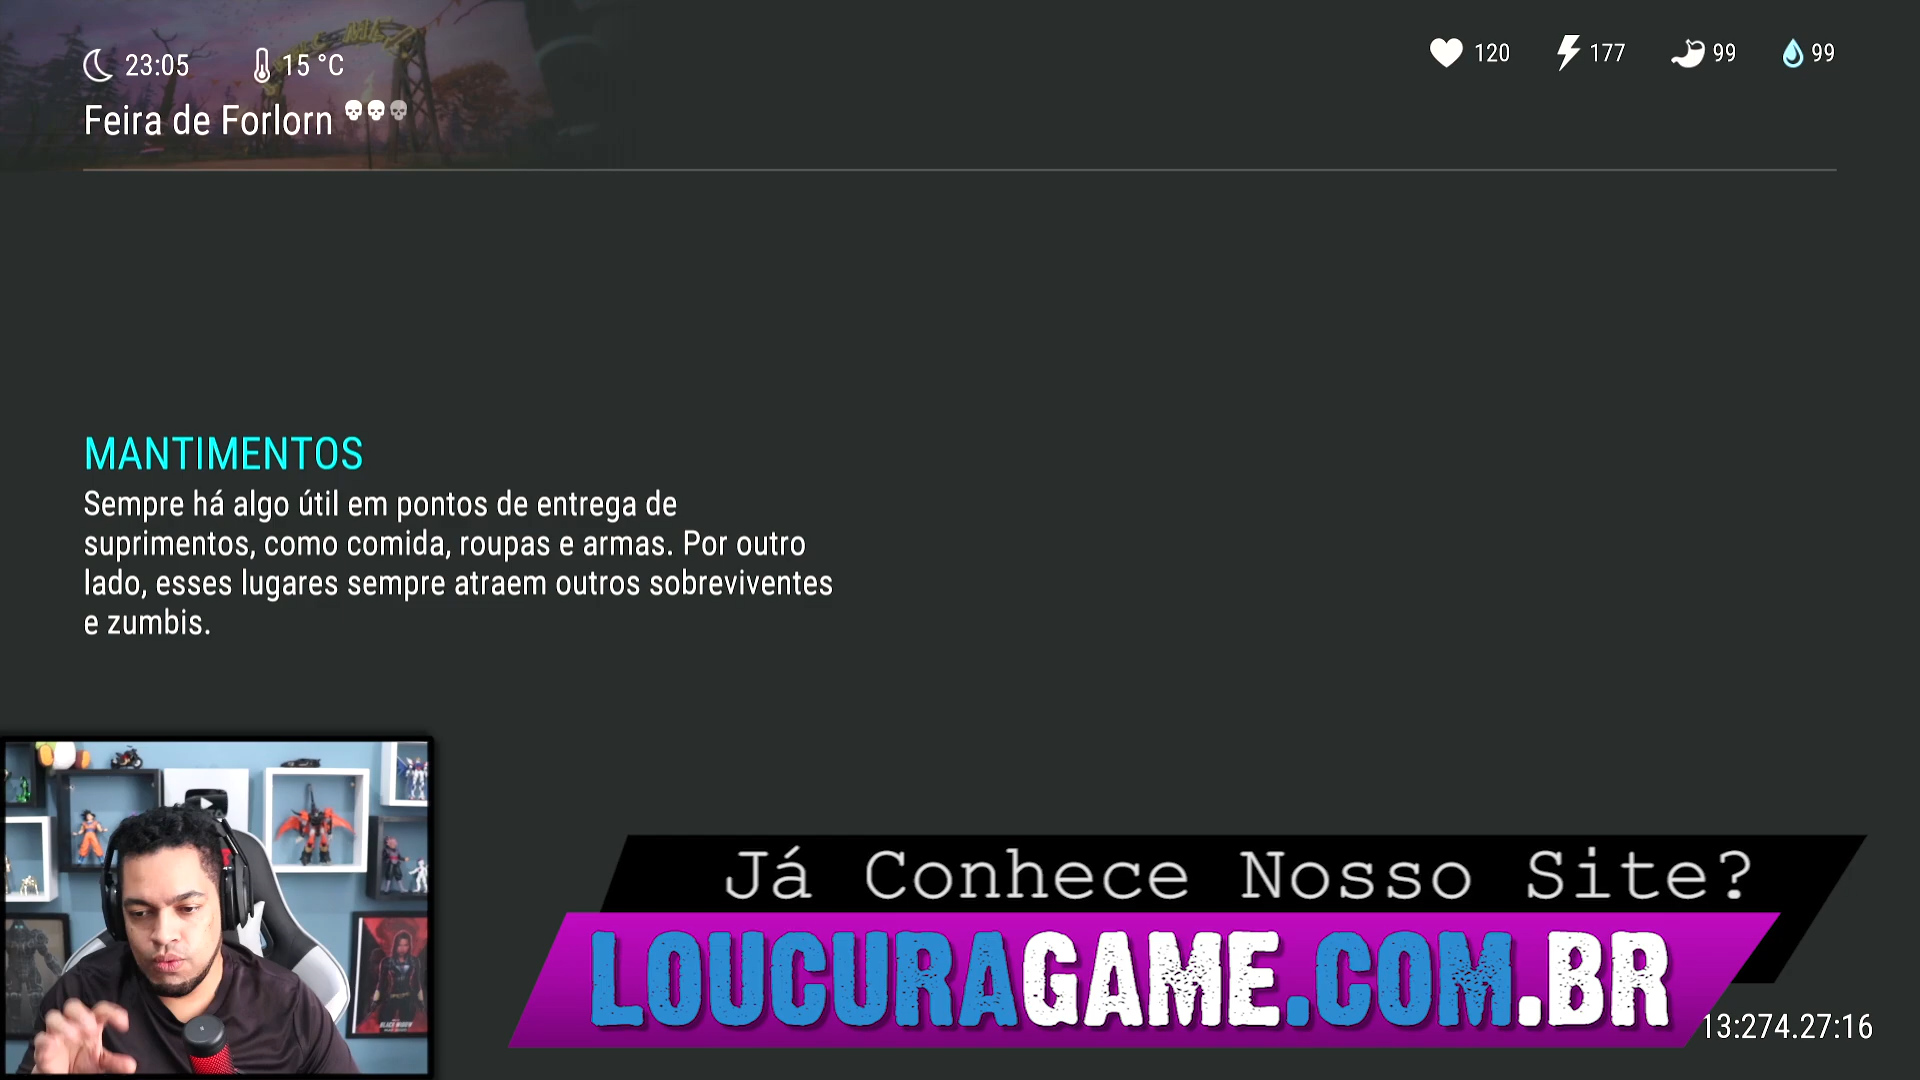 23:05
15 °C
120
177
99
99
Feira de Forlorn
MANTIMENTOS
Sempre há algo útil em pontos de entrega de
suprimentos, como comida, roupas e armas. Por outro
lado, esses lugares sempre atraem outros sobreviventes
e zumbis.
Já Conhece Nosso Site?
LOUCURAGAME.COM.BR
13:274.27:16
BLACK WIDOW